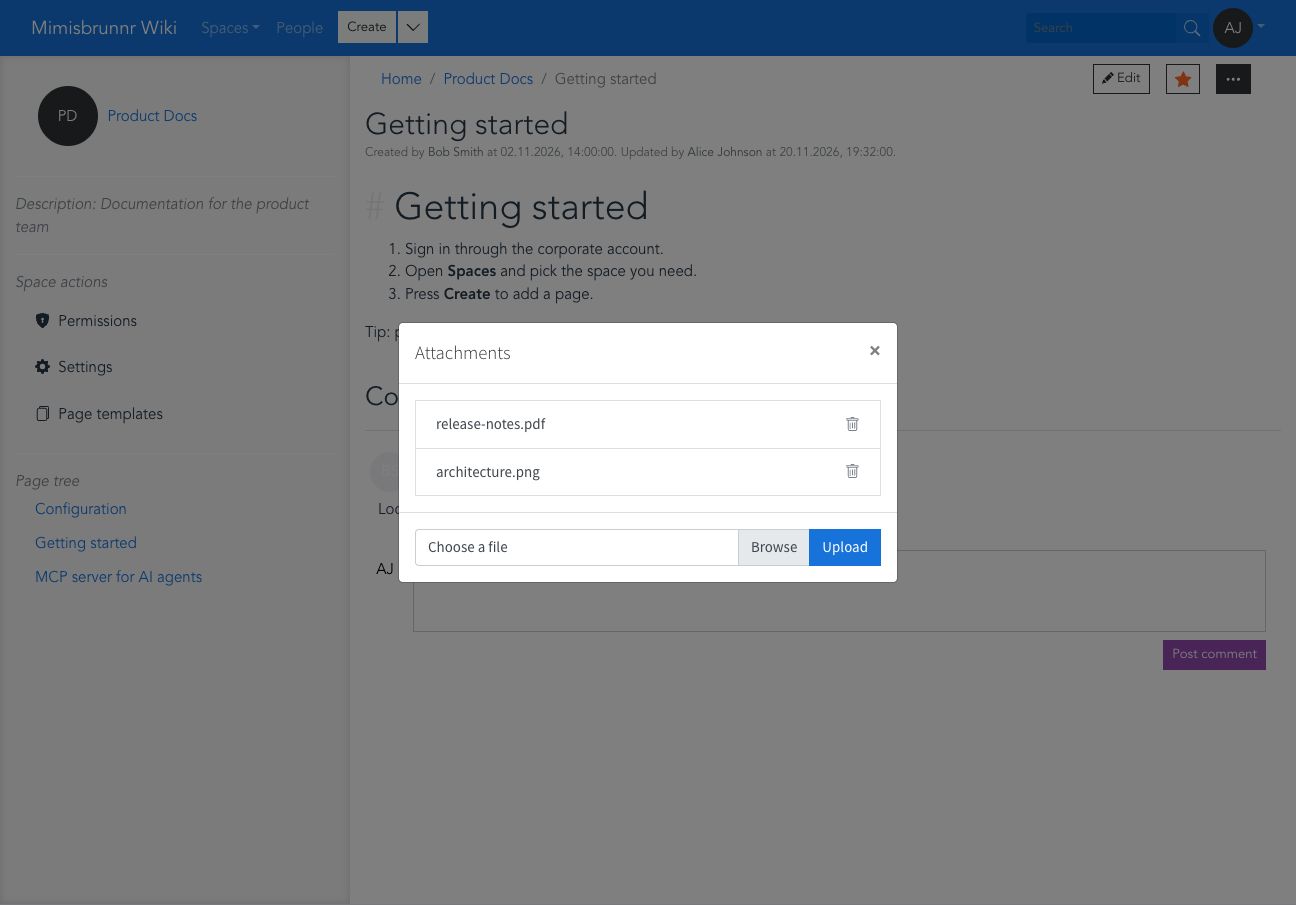 Mimisbrunnr Wiki Spaces People Create Search AJ
PD Product Docs
Description: Documentation for the product
team
Space actions
Permissions
Settings
Page templates
Page tree
Configuration
Getting started
MCP server for AI agents
Home / Product Docs / Getting started
Edit
Getting started
Created by Bob Smith at 02.11.2026, 14:00:00. Updated by Alice Johnson at 20.11.2026, 19:32:00.
# Getting started
1. Sign in through the corporate account.
2. Open Spaces and pick the space you need.
3. Press Create to add a page.
Tip:
Attachments ×
release-notes.pdf
architecture.png
Choose a file Browse Upload
AJ
Post comment